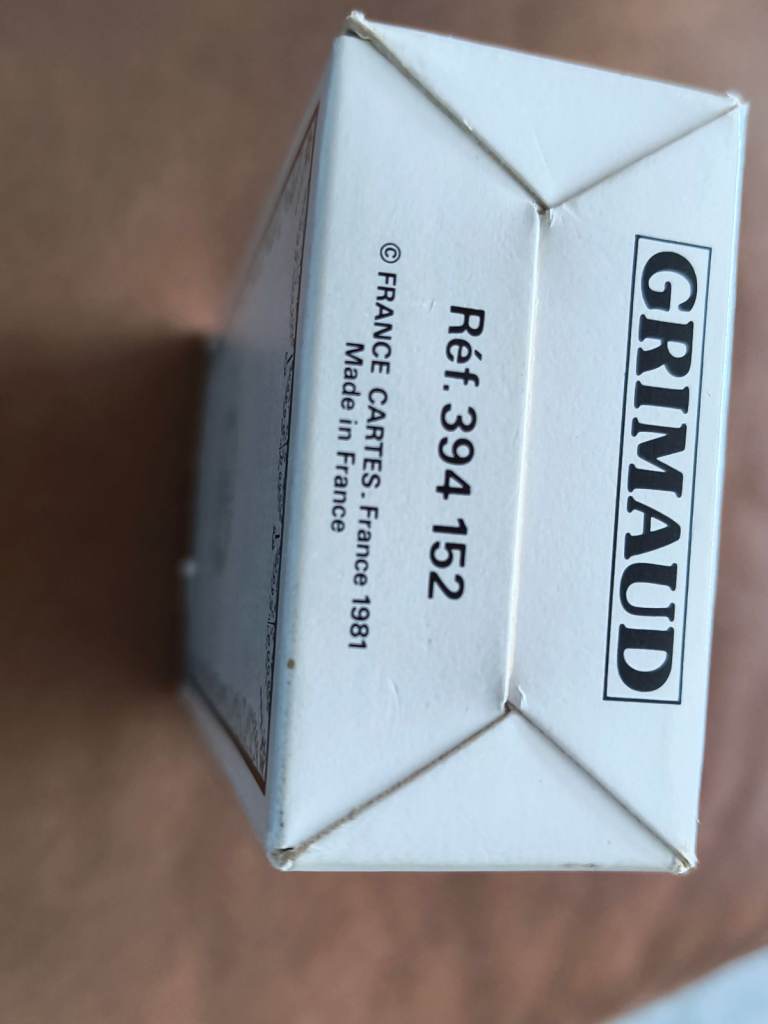 GRIMAUD
Réf. 394 152
© FRANCE CARTES. France 1981
Made in France